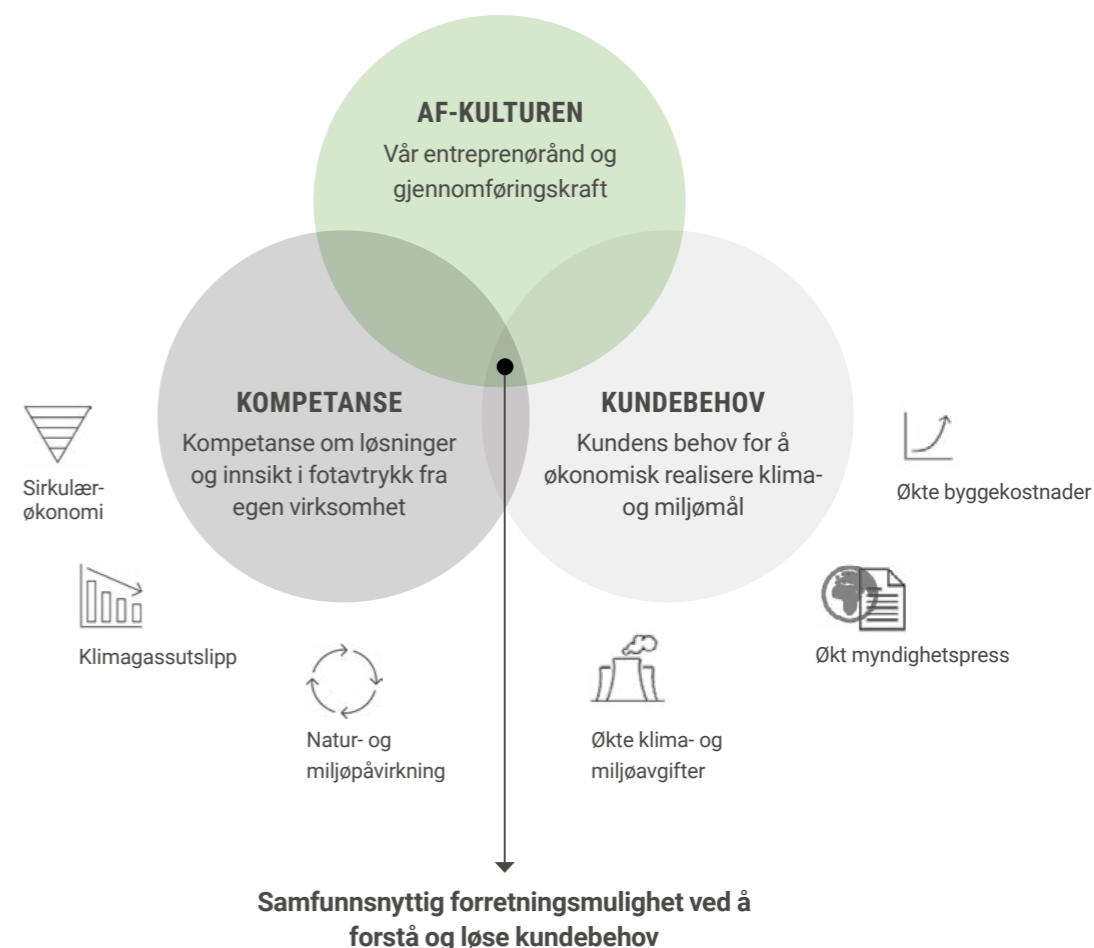 AF-KULTUREN
Vår entreprenørånd og
gjennomføringskraft
KOMPETANSE
Kompetanse om løsninger
og innsikt i fotavtrykk fra
egen virksomhet
KUNDEBEHOV
Kundens behov for å
økonomisk realisere klima-
og miljømål
Sirkulær-
økonomi
Klimagassutslipp
Natur- og
miljøpåvirkning
Økte klima- og
miljøavgifter
Økt myndighetspress
Økte byggekostnader
Samfunnsnyttig forretningsmulighet ved å
forstå og løse kundebehov